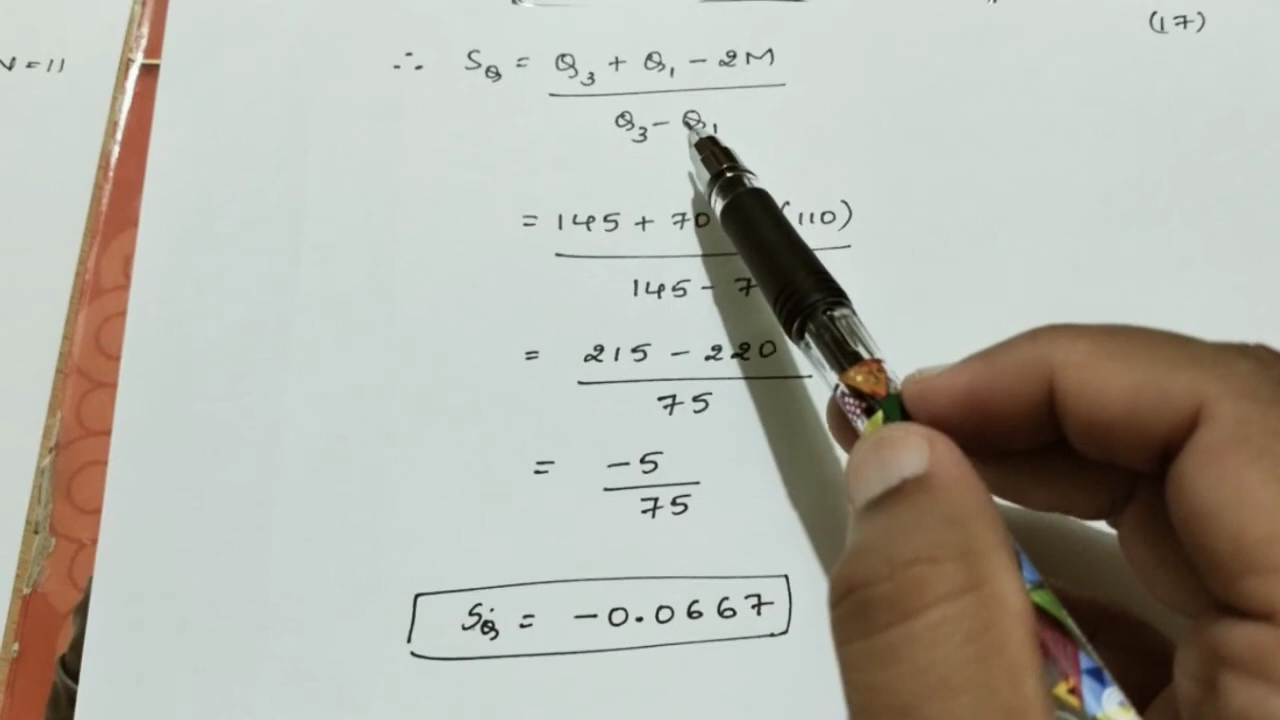 (17)
N = 11
∴ SQ = Q3 + Q1 - 2M
Q3 - Q1
= 145 + 70 (110)
145 - 7
= 215 - 220
75
= -5
75
SQ = -0.0667